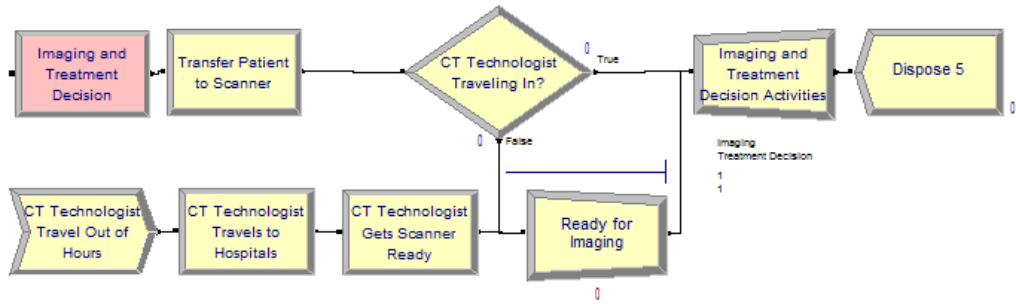 Imaging and
Treatment
Decision
Transfer Patient
to Scanner
CT Technologist
Traveling In?
0
True
0
False
Imaging and
Treatment
Decision Activities
Dispose 5
0
Imaging
Treatment Decision
1
1
CT Technologist
Travel Out of
Hours
CT Technologist
Travels to
Hospitals
CT Technologist
Gets Scanner
Ready
Ready for
Imaging
0